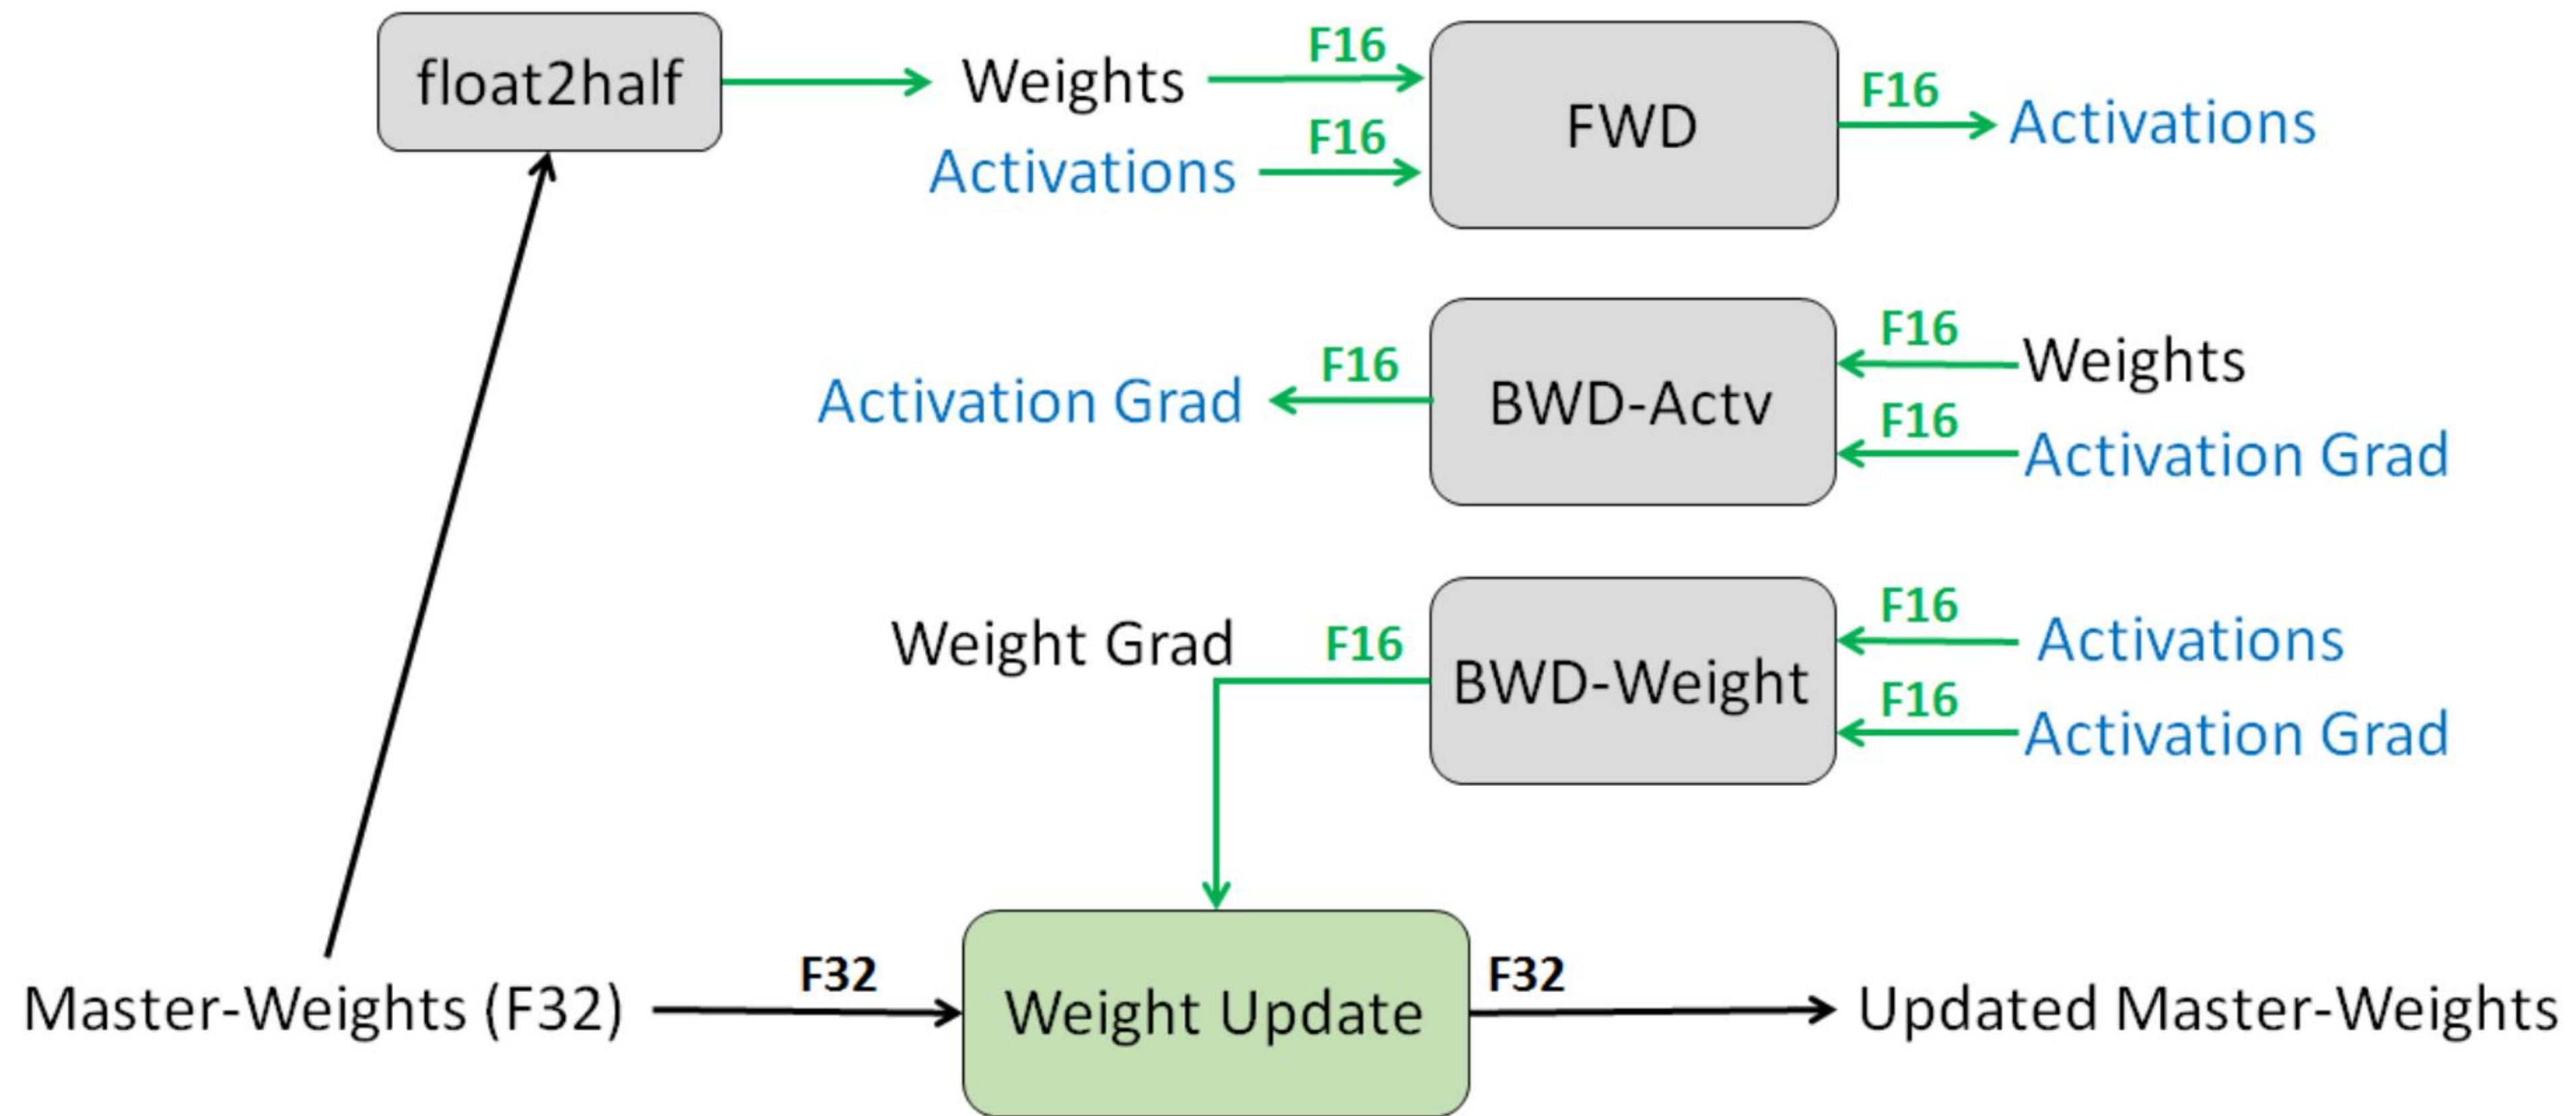 float2half
Weights
F16
Activations
F16
FWD
F16
Activations
Activation Grad
F16
BWD-Actv
F16
Weights
F16
Activation Grad
Weight Grad
F16
BWD-Weight
F16
Activations
F16
Activation Grad
Master-Weights (F32)
F32
Weight Update
F32
Updated Master-Weights